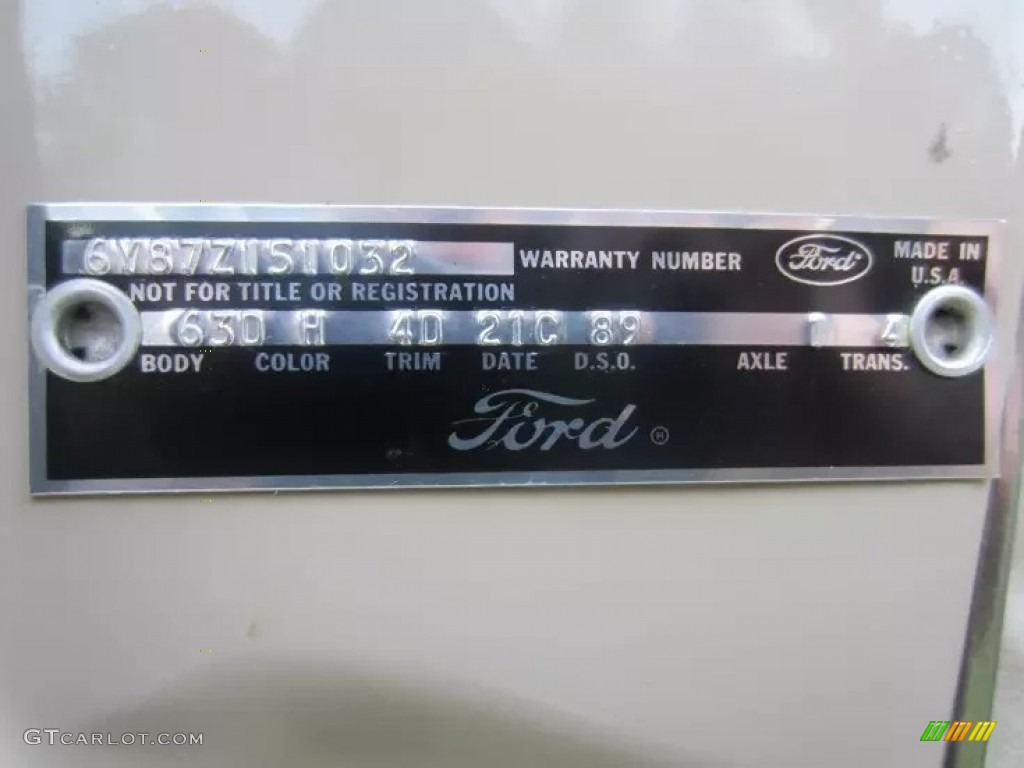 6Y87Z151032 WARRANTY NUMBER Ford MADE IN U.S.A.
NOT FOR TITLE OR REGISTRATION
63D H 4D 21C 89 1 4
BODY COLOR TRIM DATE D.S.O. AXLE TRANS.
Ford ®
GTCARLOT.COM